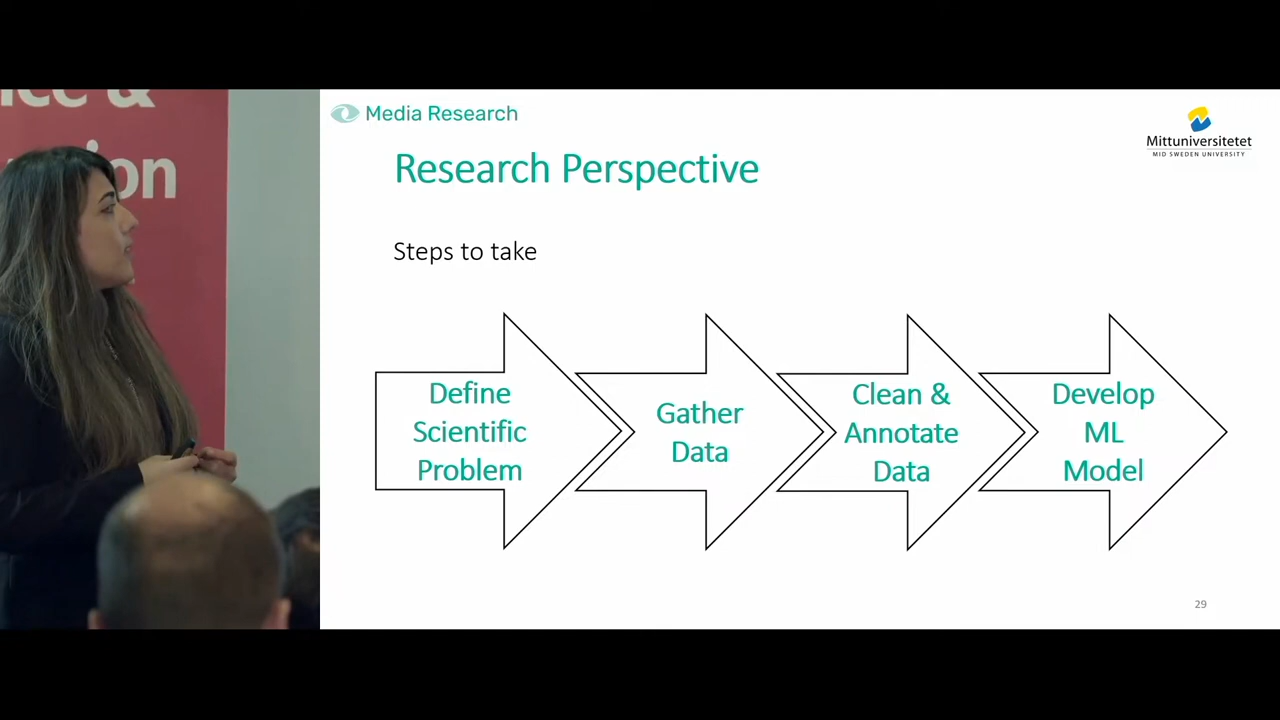 Media Research
Mittuniversitetet
MID SWEDEN UNIVERSITY
Research Perspective
Steps to take
Define
Scientific
Problem
Gather
Data
Clean &
Annotate
Data
Develop
ML
Model
29
&